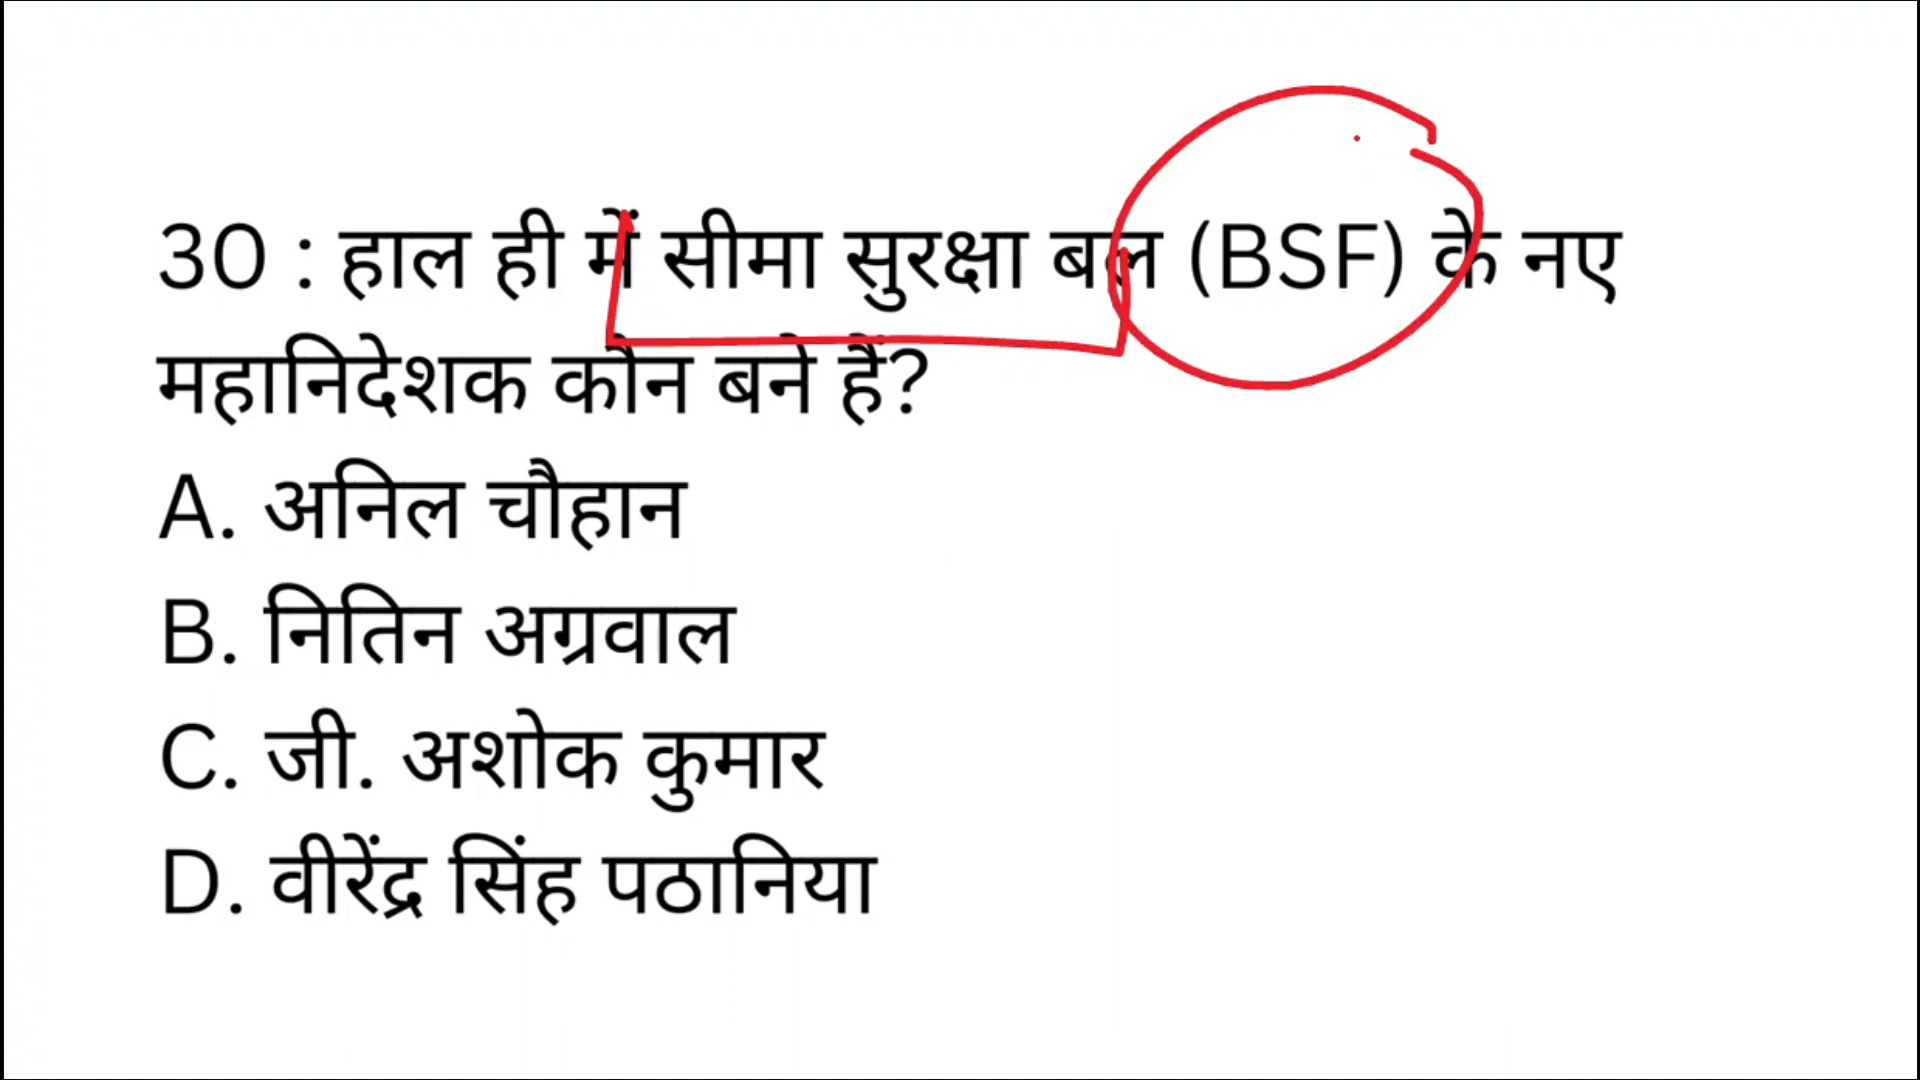 30 : हाल ही में सीमा सुरक्षा बल (BSF) के नए
महानिदेशक कौन बने हैं?
A. अनिल चौहान
B. नितिन अग्रवाल
C. जी. अशोक कुमार
D. वीरेंद्र सिंह पठानिया